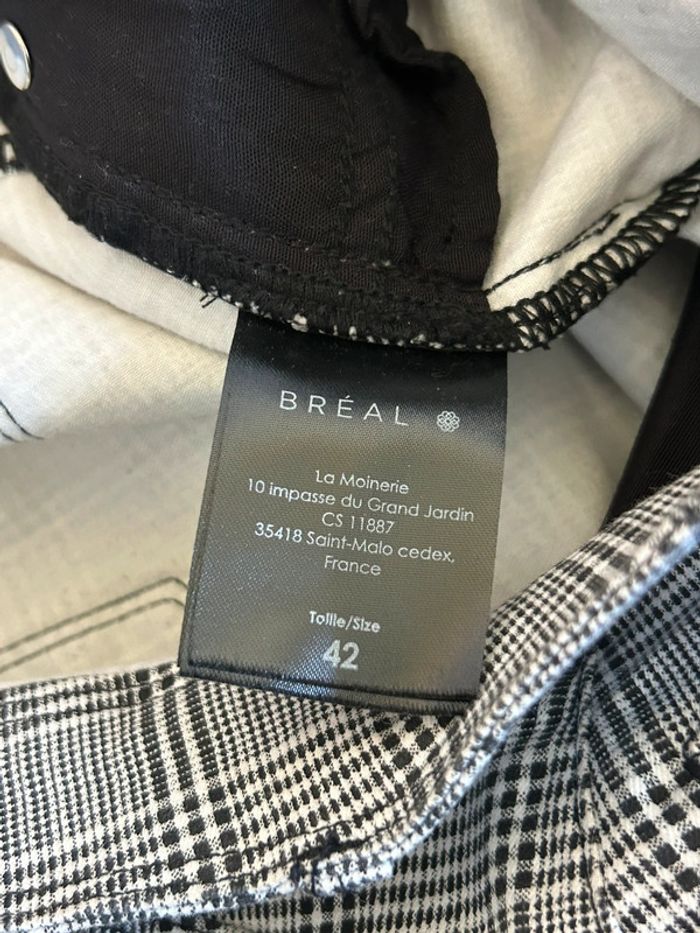 BRÉAL
La Moinerie
10 impasse du Grand Jardin
CS 11887
35418 Saint-Malo cedex,
France
Taille/Size
42